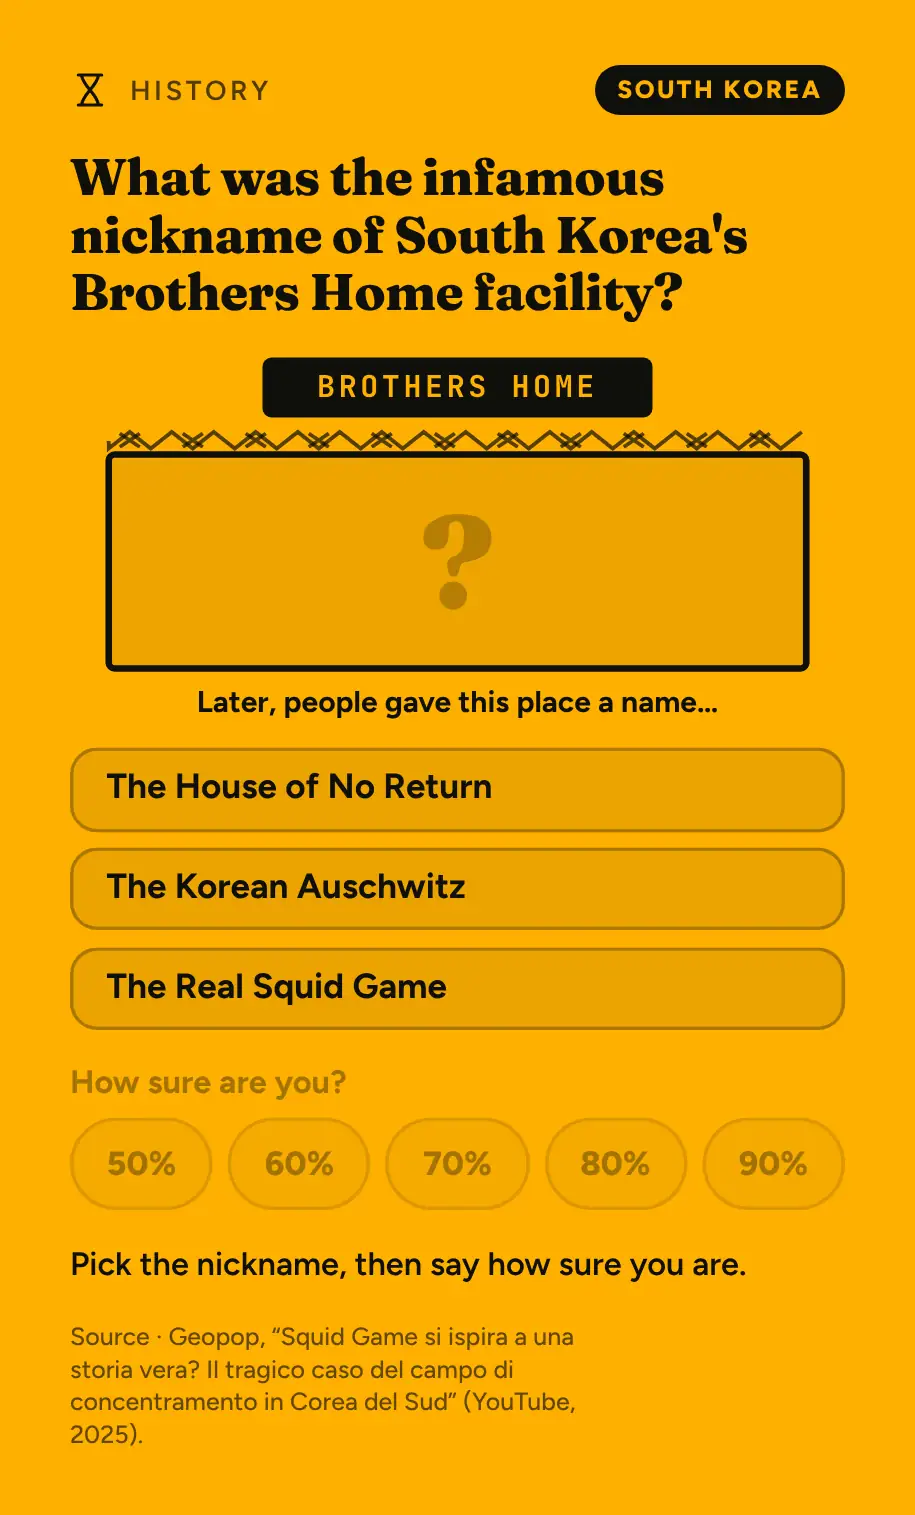 HISTORY
SOUTH KOREA
What was the infamous
nickname of South Korea's
Brothers Home facility?
BROTHERS HOME
?
Later, people gave this place a name...
The House of No Return
The Korean Auschwitz
The Real Squid Game
How sure are you?
50% 60% 70% 80% 90%
Pick the nickname, then say how sure you are.
Source · Geopop, “Squid Game si ispira a una
storia vera? Il tragico caso del campo di
concentramento in Corea del Sud” (YouTube,
2025).